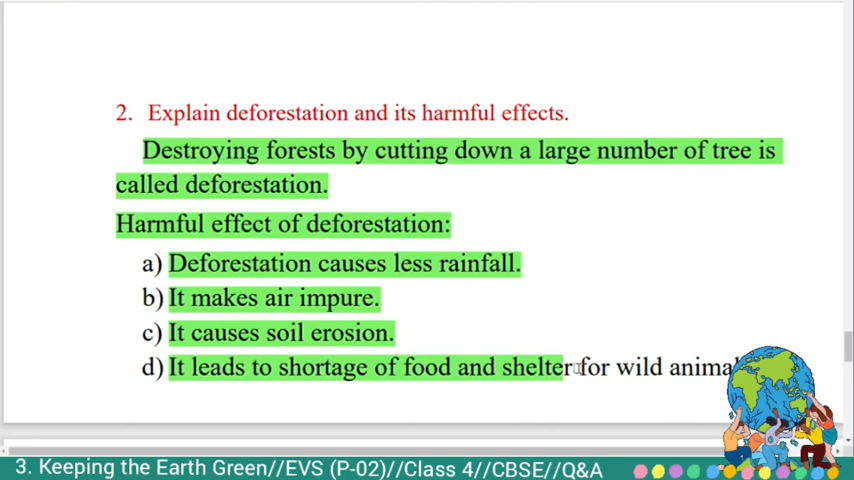 2. Explain deforestation and its harmful effects.
Destroying forests by cutting down a large number of tree is
called deforestation.
Harmful effect of deforestation:
a) Deforestation causes less rainfall.
b) It makes air impure.
c) It causes soil erosion.
d) It leads to shortage of food and shelter for wild
3. Keeping the Earth Green//EVS (P-02)//Class 4//CBSE//Q&A